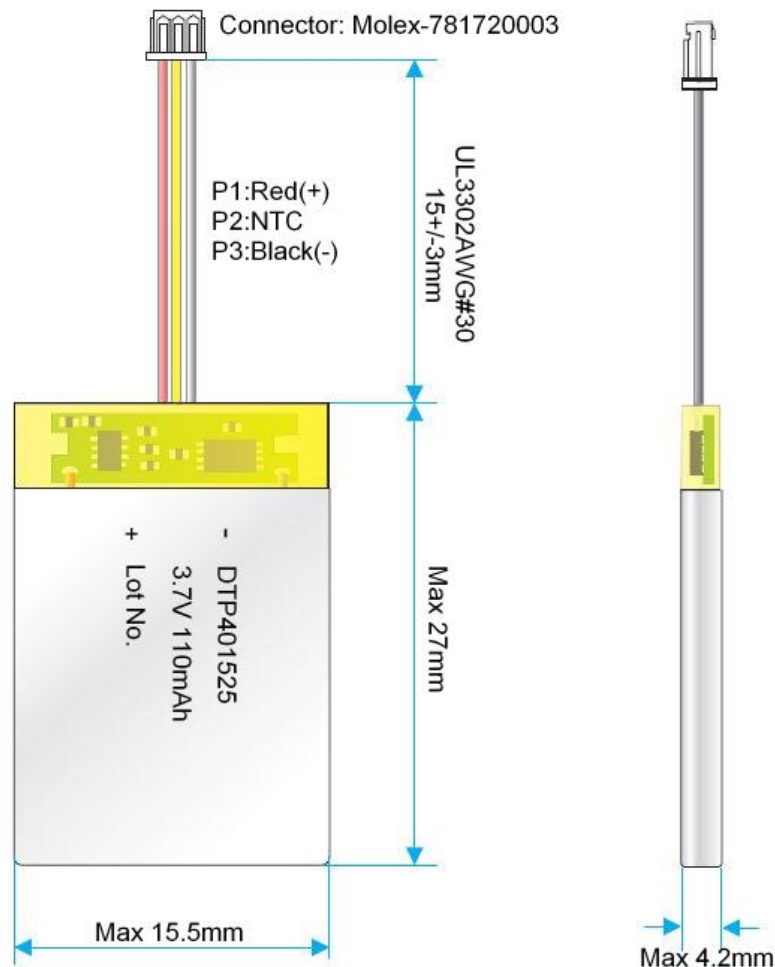 Connector: Molex-781720003
P1:Red(+)
P2:NTC
P3:Black(-)
UL3302AWG#30
15+/-3mm
- DTP401525
3.7V 110mAh
+ Lot No.
Max 27mm
Max 15.5mm
Max 4.2mm